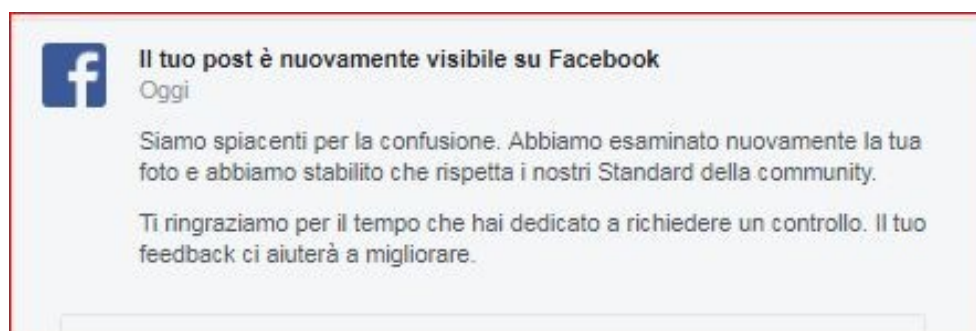 Il tuo post è nuovamente visibile su Facebook
Oggi
Siamo spiacenti per la confusione. Abbiamo esaminato nuovamente la tua
foto e abbiamo stabilito che rispetta i nostri Standard della community.
Ti ringraziamo per il tempo che hai dedicato a richiedere un controllo. Il tuo
feedback ci aiuterà a migliorare.